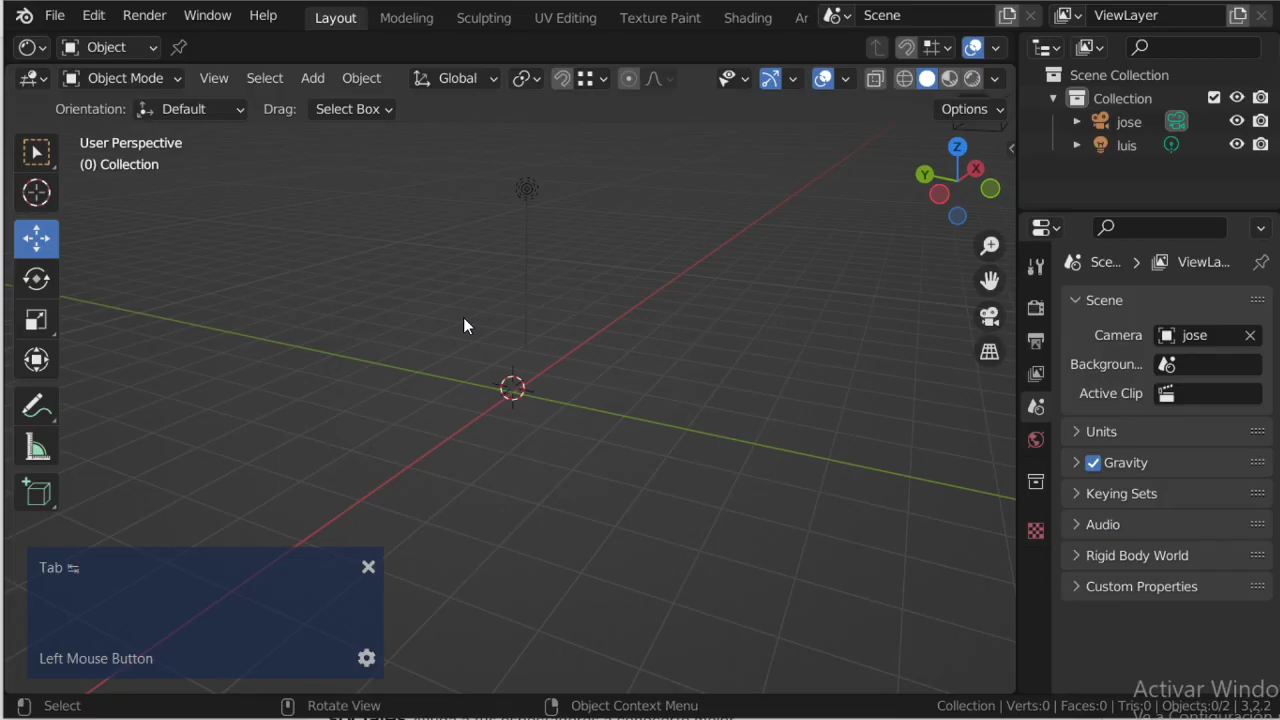 File Edit Render Window Help Layout Modeling Sculpting UV Editing Texture Paint Shading Scene ViewLayer
Object
Object Mode View Select Add Object Global
Orientation: Default Drag: Select Box Options
User Perspective
(0) Collection
Z
Y
X
Scene Collection
Collection
jose
luis
Sce... ViewLa...
Scene
Camera jose
Backgroun...
Active Clip
Units
Gravity
Keying Sets
Audio
Rigid Body World
Custom Properties
Tab
Left Mouse Button
Activar Windo
Select Rotate View Object Context Menu Collection | Verts:0 | Faces:0 | Tris:0 | Objects:0/2 | 3.2.2